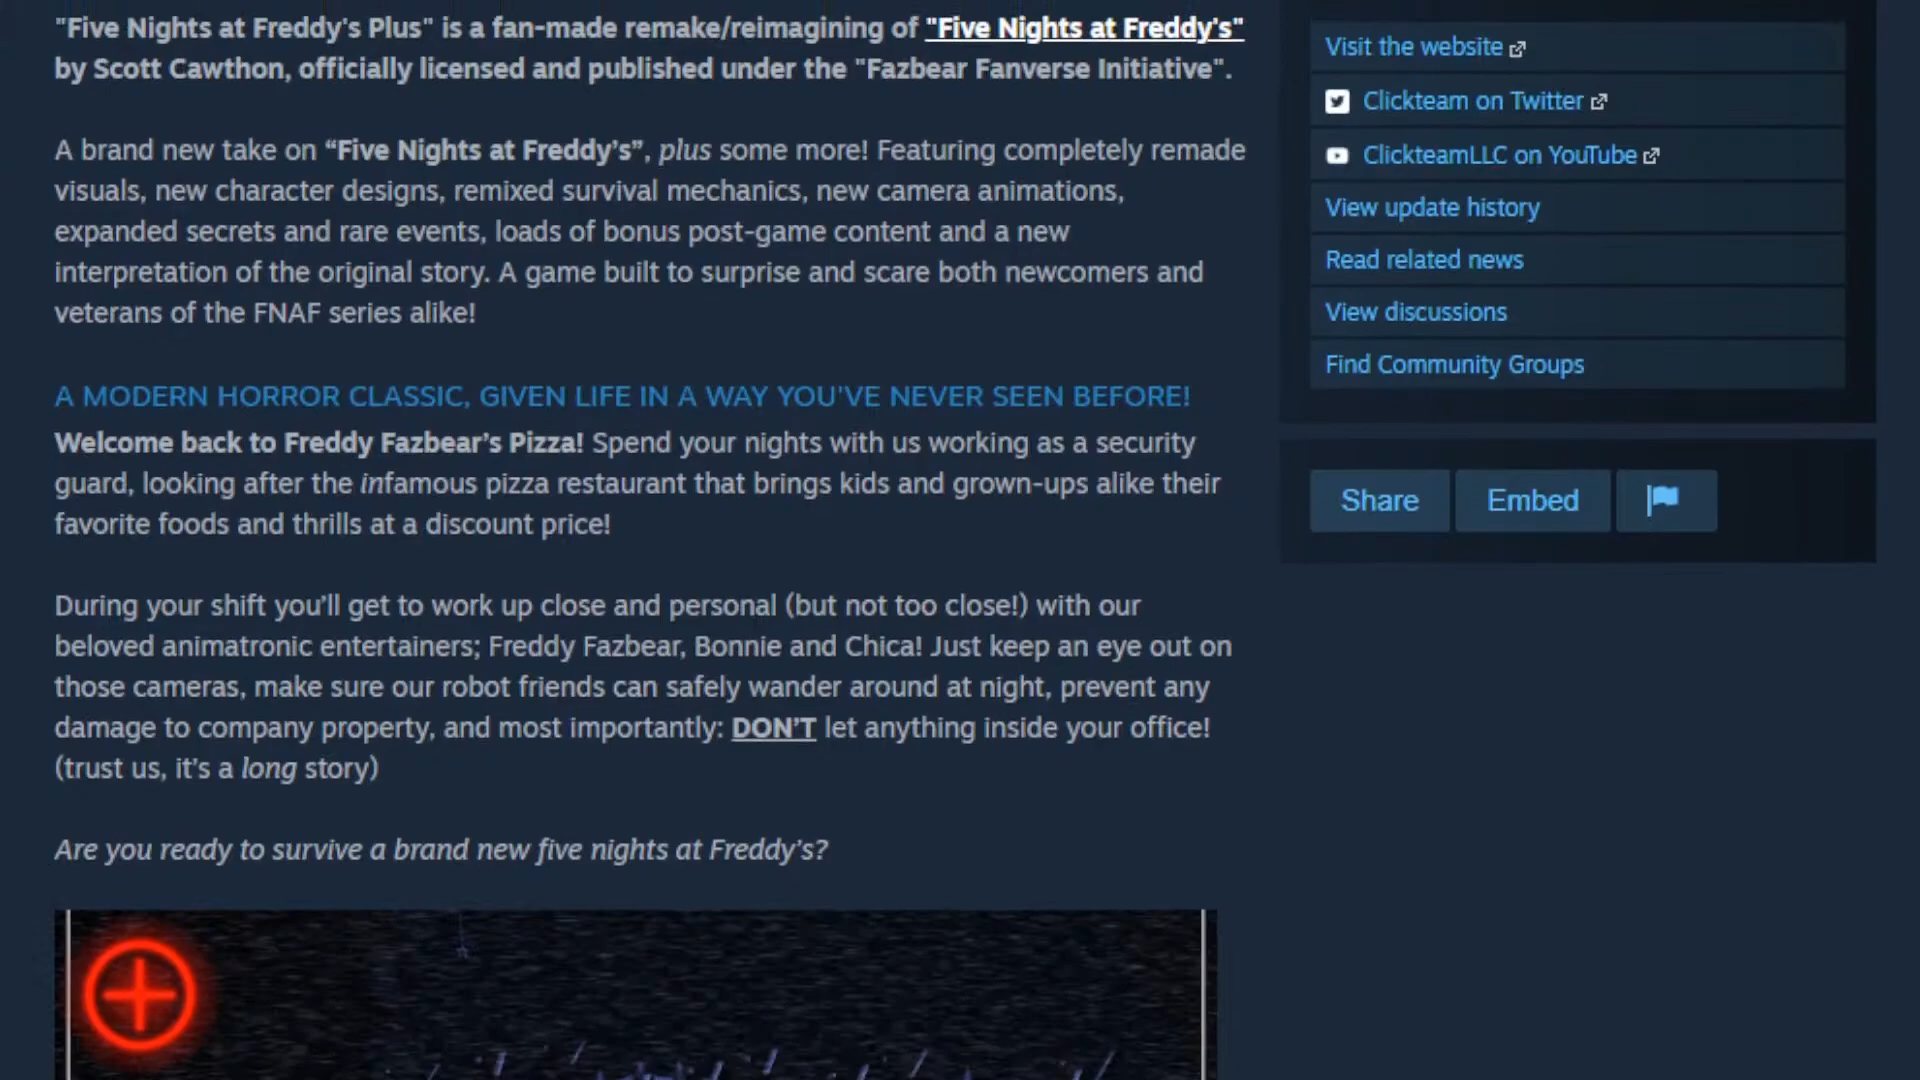 "Five Nights at Freddy's Plus" is a fan-made remake/reimagining of "Five Nights at Freddy's"
by Scott Cawthon, officially licensed and published under the "Fazbear Fanverse Initiative".
A brand new take on “Five Nights at Freddy’s”, plus some more! Featuring completely remade
visuals, new character designs, remixed survival mechanics, new camera animations,
expanded secrets and rare events, loads of bonus post-game content and a new
interpretation of the original story. A game built to surprise and scare both newcomers and
veterans of the FNAF series alike!
A MODERN HORROR CLASSIC, GIVEN LIFE IN A WAY YOU'VE NEVER SEEN BEFORE!
Welcome back to Freddy Fazbear’s Pizza! Spend your nights with us working as a security
guard, looking after the infamous pizza restaurant that brings kids and grown-ups alike their
favorite foods and thrills at a discount price!
During your shift you’ll get to work up close and personal (but not too close!) with our
beloved animatronic entertainers; Freddy Fazbear, Bonnie and Chica! Just keep an eye out on
those cameras, make sure our robot friends can safely wander around at night, prevent any
damage to company property, and most importantly: DON’T let anything inside your office!
(trust us, it’s a long story)
Are you ready to survive a brand new five nights at Freddy’s?
Visit the website
Clickteam on Twitter
ClickteamLLC on YouTube
View update history
Read related news
View discussions
Find Community Groups
Share
Embed